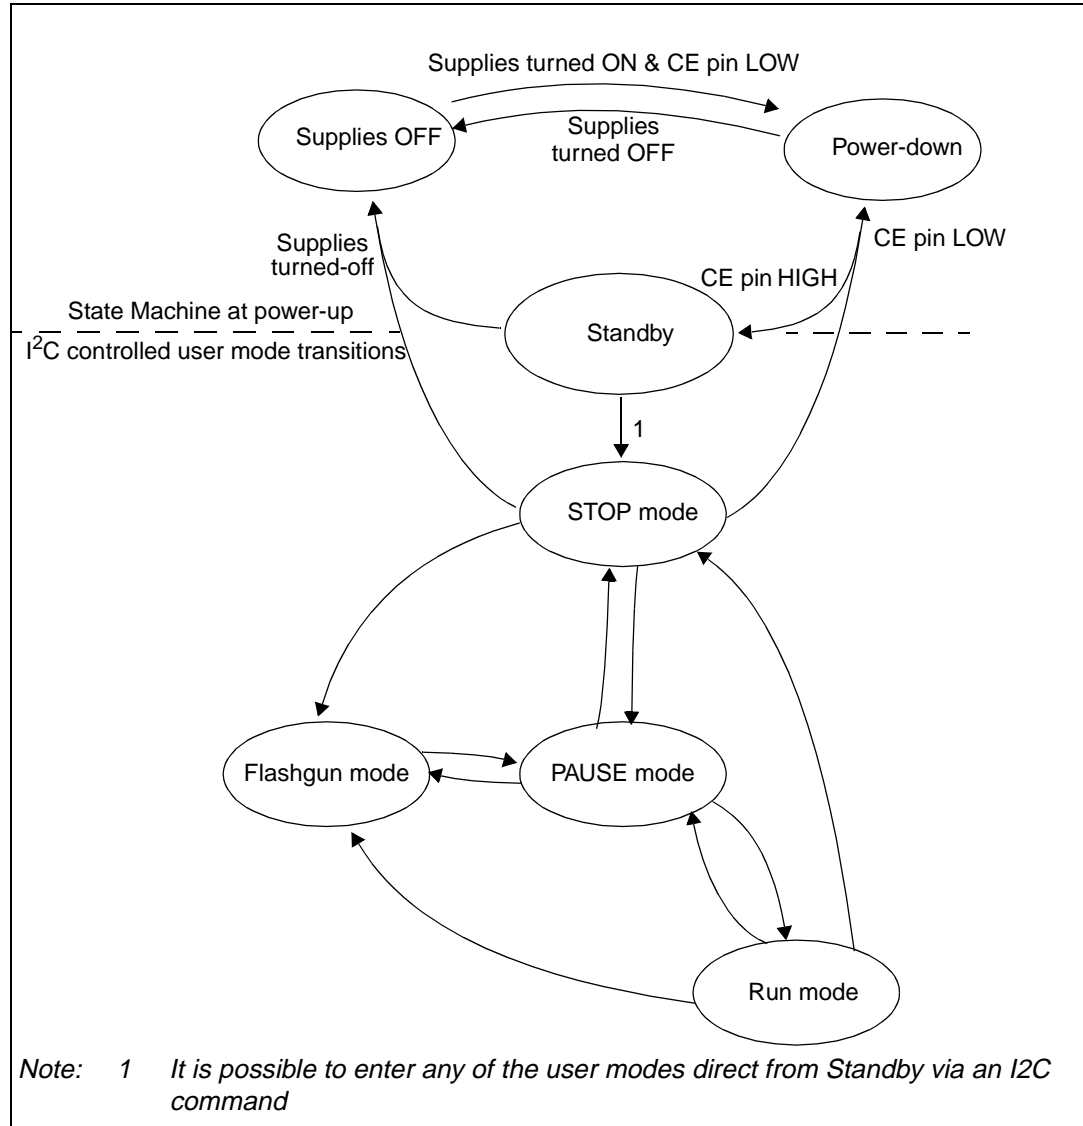 Supplies turned ON & CE pin LOW
Supplies OFF
Supplies
turned OFF
Power-down
Supplies
turned-off
CE pin LOW
CE pin HIGH
State Machine at power-up
Standby
I²C controlled user mode transitions
1
STOP mode
Flashgun mode
PAUSE mode
Run mode
Note: 1 It is possible to enter any of the user modes direct from Standby via an I2C
command